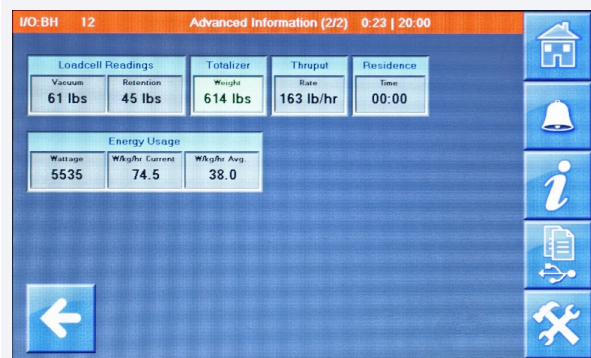 I/O:BH 12 Advanced Information (2/2) 0:23 | 20:00
Loadcell Readings Totalizer Thruput Residence
Vacuum Retention Weight Rate Time
61 lbs 45 lbs 614 lbs 163 lb/hr 00:00
Energy Usage
Wattage W/kg/hr Current W/kg/hr Avg.
5535 74.5 38.0